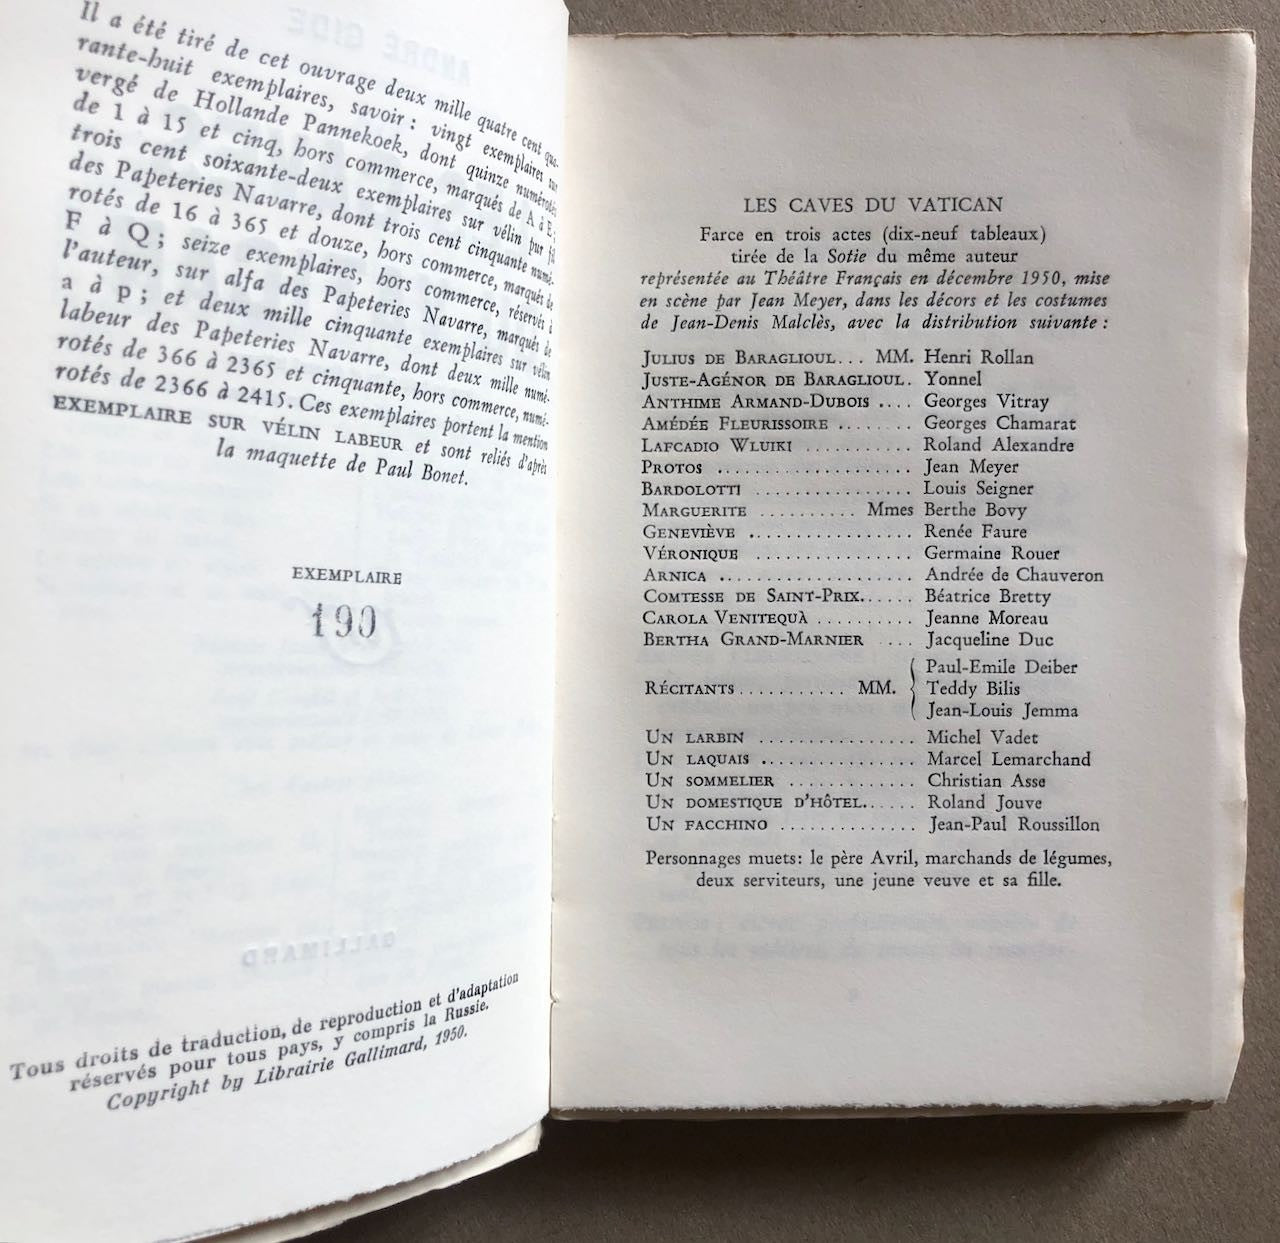 Il a été tiré de cet ouvrage deux mille quatre cent qua-
rante-huit exemplaires, savoir : vingt exemplaires sur
vergé de Hollande Pannekoek, dont quinze numérotés
de 1 à 15 et cinq, hors commerce, marqués de A à E;
trois cent soixante-deux exemplaires sur vélin pur fil
des Papeteries Navarre, dont trois cent cinquante numé-
rotés de 16 à 365 et douze, hors commerce, marqués de
F à Q ; seize exemplaires, hors commerce, réservés à
l'auteur, sur alfa des Papeteries Navarre, marqués de
a à p ; et deux mille cinquante exemplaires sur vélin
labeur des Papeteries Navarre, dont deux mille numé-
rotés de 366 à 2365 et cinquante, hors commerce, numé-
rotés de 2366 à 2415. Ces exemplaires portent la mention
EXEMPLAIRE SUR VÉLIN LABEUR et sont reliés d'après
la maquette de Paul Bonet.
EXEMPLAIRE
190
GALLIMARD
Tous droits de traduction, de reproduction et d'adaptation
réservés pour tous pays, y compris la Russie.
Copyright by Librairie Gallimard, 1950.
LES CAVES DU VATICAN
Farce en trois actes (dix-neuf tableaux)
tirée de la Sotie du même auteur
représentée au Théâtre Français en décembre 1950, mise
en scène par Jean Meyer, dans les décors et les costumes
de Jean-Denis Malclès, avec la distribution suivante :
JULIUS DE BARAGLIOUL... MM. Henri Rollan
JUSTE-AGÉNOR DE BARAGLIOUL. Yonnel
ANTHIME ARMAND-DUBOIS .... Georges Vitray
AMÉDÉE FLEURISSOIRE ........ Georges Chamarat
LAFCADIO WLUIKI ............ Roland Alexandre
PROTOS ..................... Jean Meyer
BARDOLOTTI ................. Louis Seigner
MARGUERITE .......... Mmes Berthe Bovy
GENEVIÈVE .................. Renée Faure
VÉRONIQUE .................. Germaine Rouer
ARNICA ..................... Andrée de Chauveron
COMTESSE DE SAINT-PRIX...... Béatrice Bretty
CAROLA VENITEQUÀ .......... Jeanne Moreau
BERTHA GRAND-MARNIER .... Jacqueline Duc
RÉCITANTS........... MM. { Paul-Emile Deiber
Teddy Bilis
Jean-Louis Jemma
UN LARBIN ................ Michel Vadet
UN LAQUAIS ................ Marcel Lemarchand
UN SOMMELIER ............. Christian Asse
UN DOMESTIQUE D'HÔTEL...... Roland Jouve
UN FACCHINO .............. Jean-Paul Roussillon
Personnages muets: le père Avril, marchands de légumes,
deux serviteurs, une jeune veuve et sa fille.